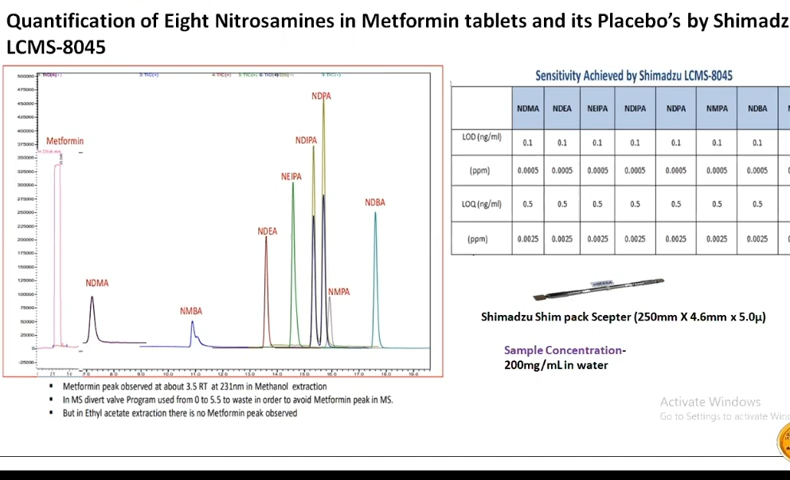 Quantification of Eight Nitrosamines in Metformin tablets and its Placebo's by Shimadz
LCMS-8045
Metformin
NDMA
NMBA
NDEA
NEIPA
NDIPA
NDPA
NMPA
NDBA
Sensitivity Achieved by Shimadzu LCMS-8045
NDMA NDEA NEIPA NDIPA NDPA NMPA NDBA
LOD (ng/ml) 0.1 0.1 0.1 0.1 0.1 0.1 0.1
(ppm) 0.0005 0.0005 0.0005 0.0005 0.0005 0.0005 0.0005
LOQ (ng/ml) 0.5 0.5 0.5 0.5 0.5 0.5 0.5
(ppm) 0.0025 0.0025 0.0025 0.0025 0.0025 0.0025 0.0025
Shimadzu Shim pack Scepter (250mm X 4.6mm x 5.0μ)
Sample Concentration-
200mg/mL in water
▪ Metformin peak observed at about 3.5 RT at 231nm in Methanol extraction
▪ In MS divert valve Program used from 0 to 5.5 to waste in order to avoid Metformin peak in MS.
▪ But in Ethyl acetate extraction there is no Metformin peak observed
Activate Windows
Go to Settings to activate Win